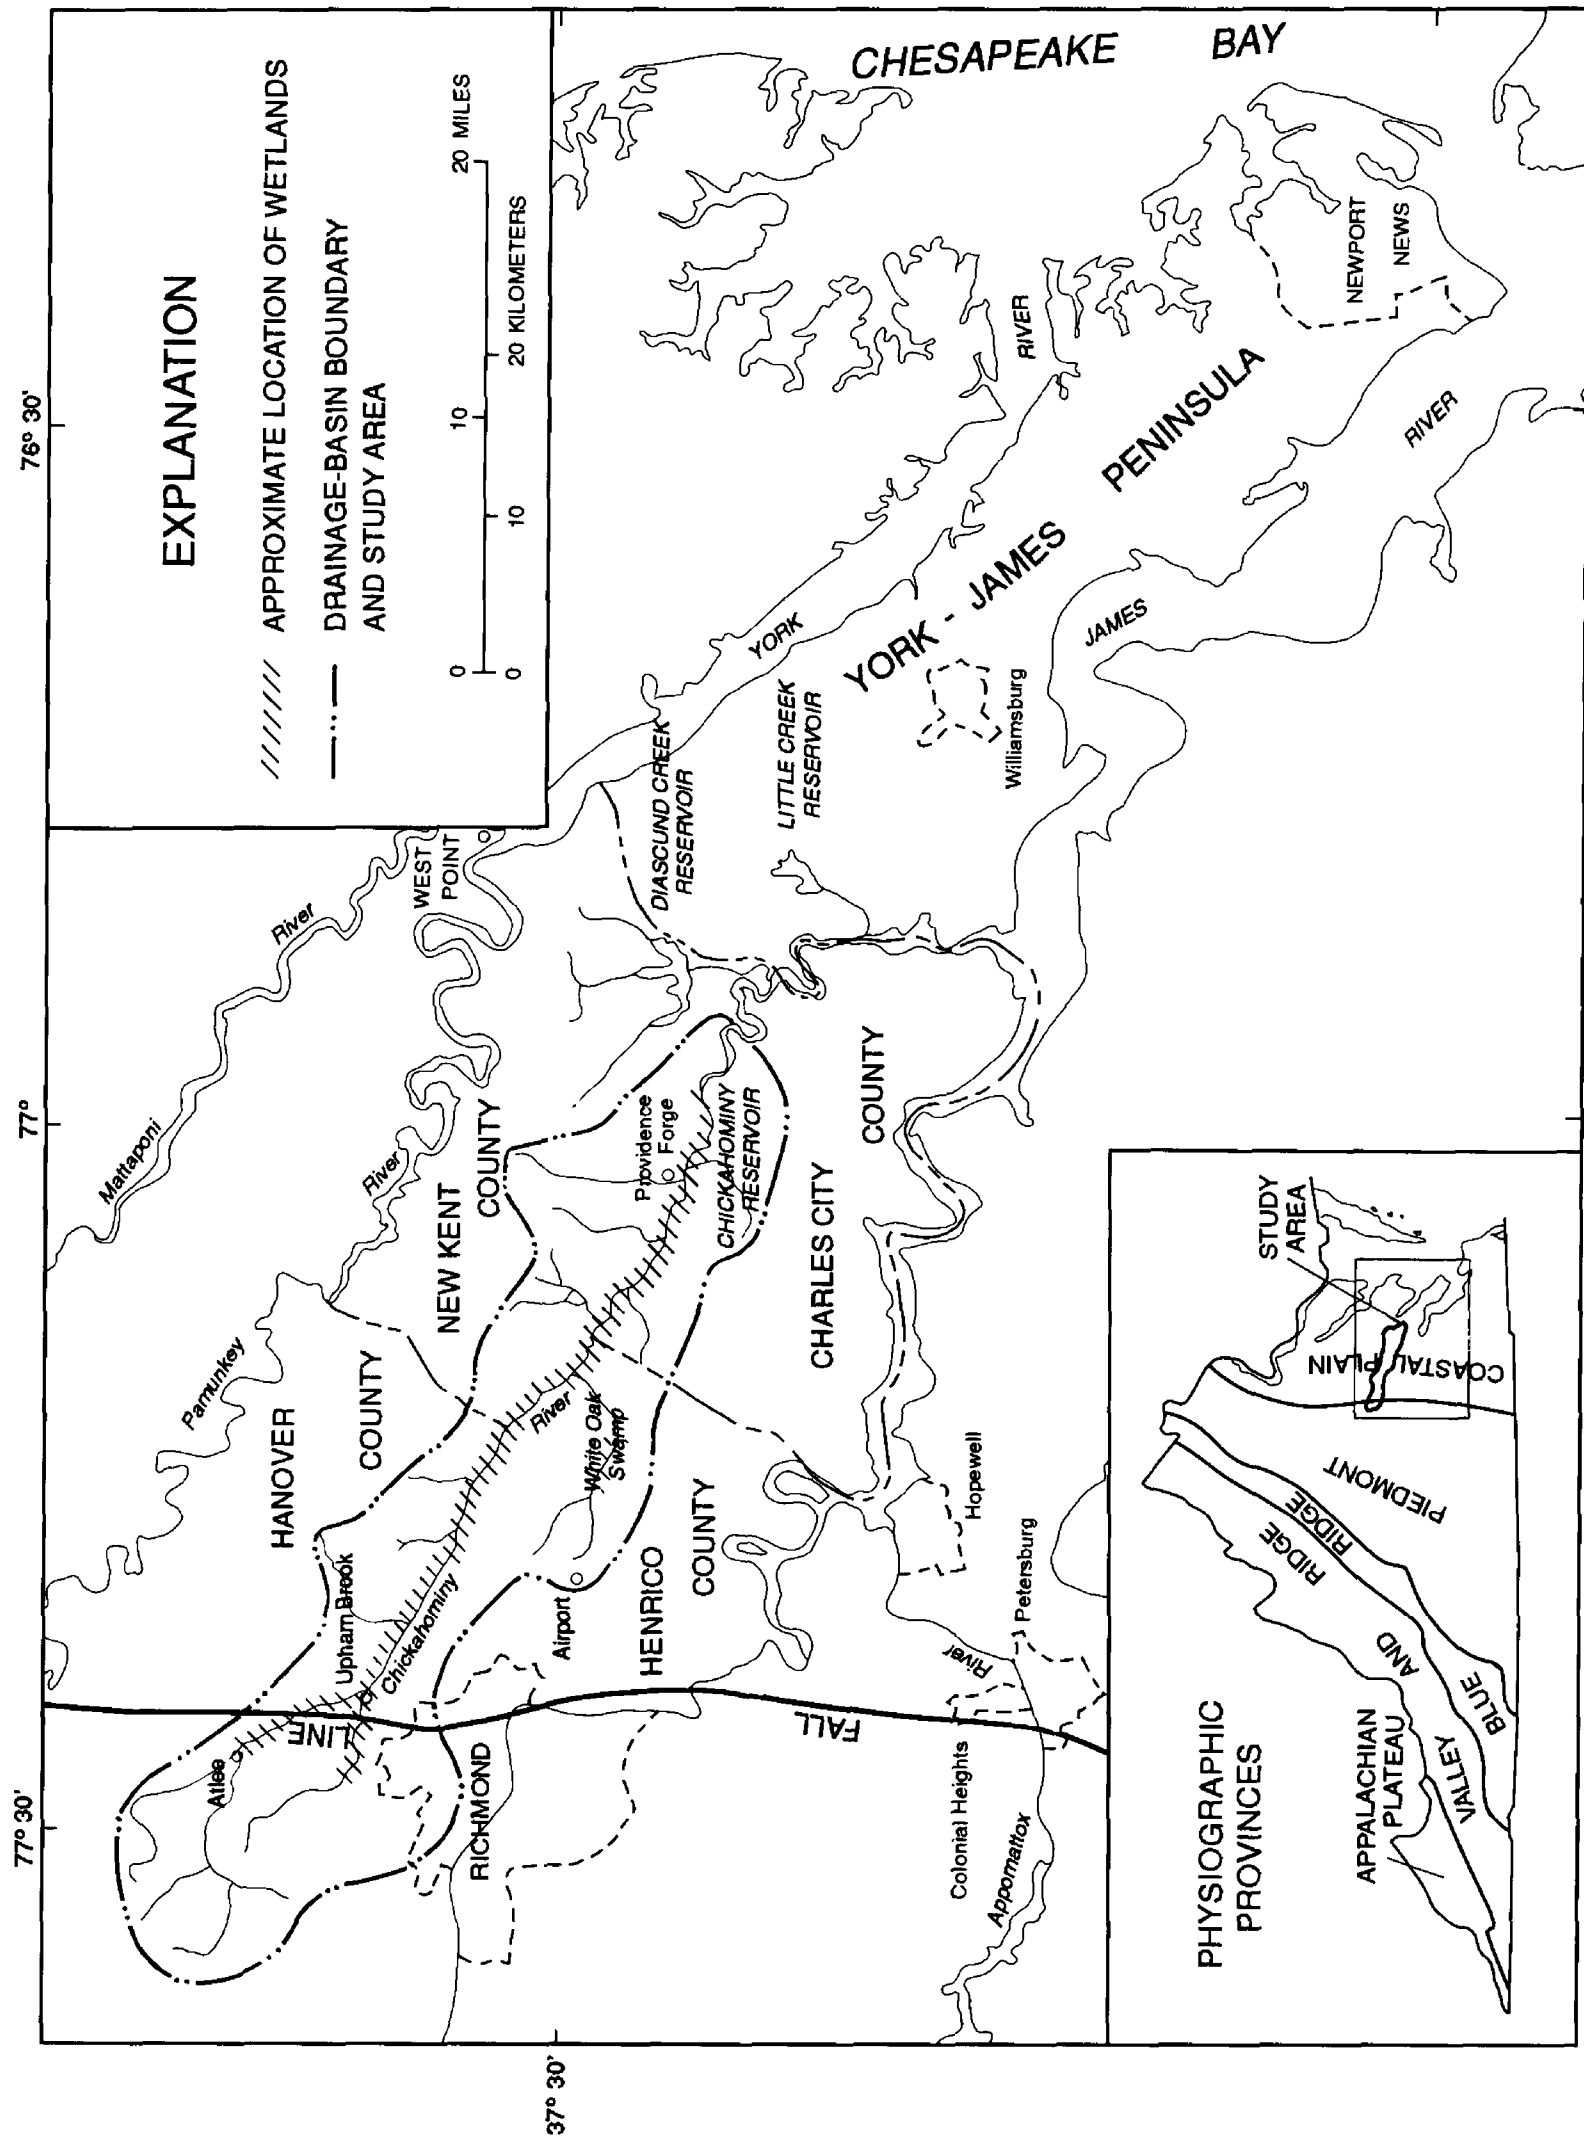 77° 30'
77°
76° 30'
37° 30'
EXPLANATION
APPROXIMATE LOCATION OF WETLANDS
DRAINAGE-BASIN BOUNDARY
AND STUDY AREA
0
10
20 MILES
0
10
20 KILOMETERS
CHESAPEAKE BAY
Mattaponi
River
Pamunkey
River
WEST
POINT
HANOVER
COUNTY
NEW KENT
COUNTY
Atlee
LINE
Upham Brook
Chickahominy
River
White Oak
Swamp
Providence
Forge
CHICKAHOMINY
RESERVOIR
DIASCUND CREEK
RESERVOIR
LITTLE CREEK
RESERVOIR
YORK
RIVER
YORK - JAMES PENINSULA
RICHMOND
Airport
HENRICO
COUNTY
CHARLES CITY
COUNTY
Williamsburg
JAMES
RIVER
NEWPORT
NEWS
FALL
Colonial Heights
Appomattox
River
Petersburg
Hopewell
PHYSIOGRAPHIC
PROVINCES
APPALACHIAN
PLATEAU
VALLEY
AND
RIDGE
BLUE
RIDGE
PIEDMONT
COASTAL
PLAIN
STUDY
AREA